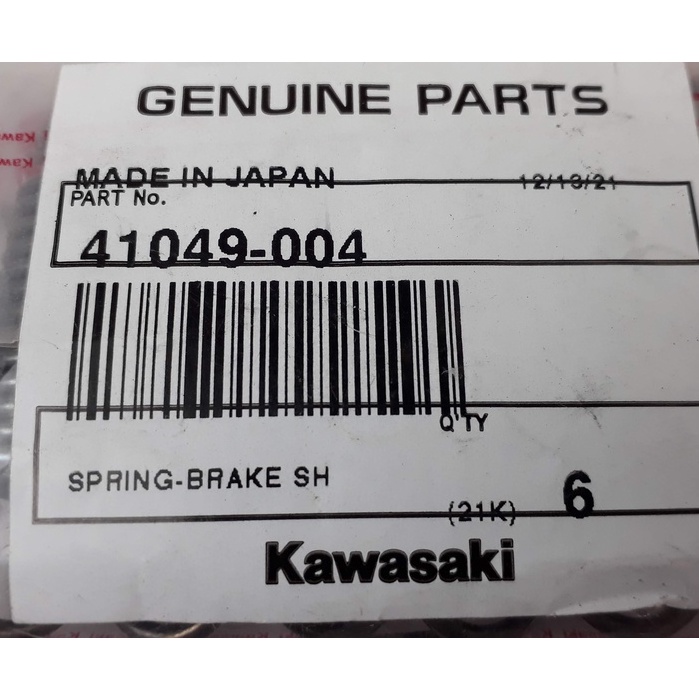 GENUINE PARTS
MADE IN JAPAN 12/13/21
PART No.
41049-004
Q'TY
SPRING-BRAKE SH
(21K) 6
Kawasaki